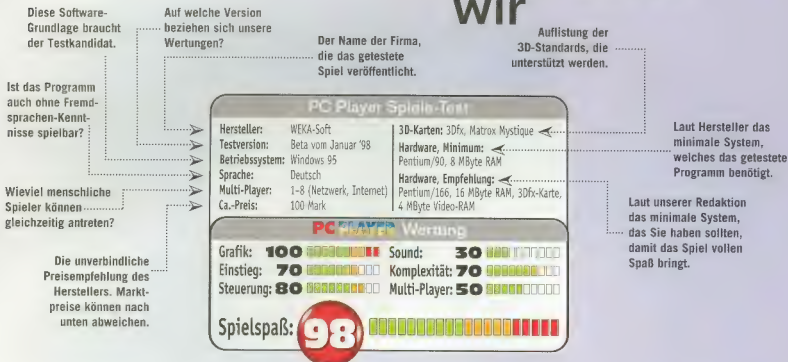 wir
Diese Software-
Grundlage braucht
der Testkandidat.
Auf welche Version
beziehen sich unsere
Wertungen?
Der Name der Firma,
die das getestete
Spiel veröffentlicht.
Auflistung der
3D-Standards, die
unterstützt werden.
Ist das Programm
auch ohne Fremd-
sprachen-Kennt-
nisse spielbar?
Wieviel menschliche
Spieler können
gleichzeitig antreten?
Die unverbindliche
Preisempfehlung des
Herstellers. Markt-
preise können nach
unten abweichen.
PC Player Spiele-Test
Hersteller: WEKA-Soft
Testversion: Beta vom Januar '98
Betriebssystem: Windows 95
Sprache: Deutsch
Multi-Player: 1-8 (Netzwerk, Internet)
Ca.-Preis: 100 Mark
3D-Karten: 3Dfx, Matrox Mystique
Hardware, Minimum:
Pentium/90, 8 MByte RAM
Hardware, Empfehlung:
Pentium/166, 16 MByte RAM, 3Dfx-Karte,
4 MByte Video-RAM
Laut Hersteller das
minimale System,
welches das getestete
Programm benötigt.
Laut unserer Redaktion
das minimale System,
das Sie haben sollten,
damit das Spiel vollen
Spaß bringt.
PC PLAYER Wertung
Grafik: 100 Sound: 30
Einstieg: 70 Komplexität: 70
Steuerung: 80 Multi-Player: 50
Spielspaß: 98